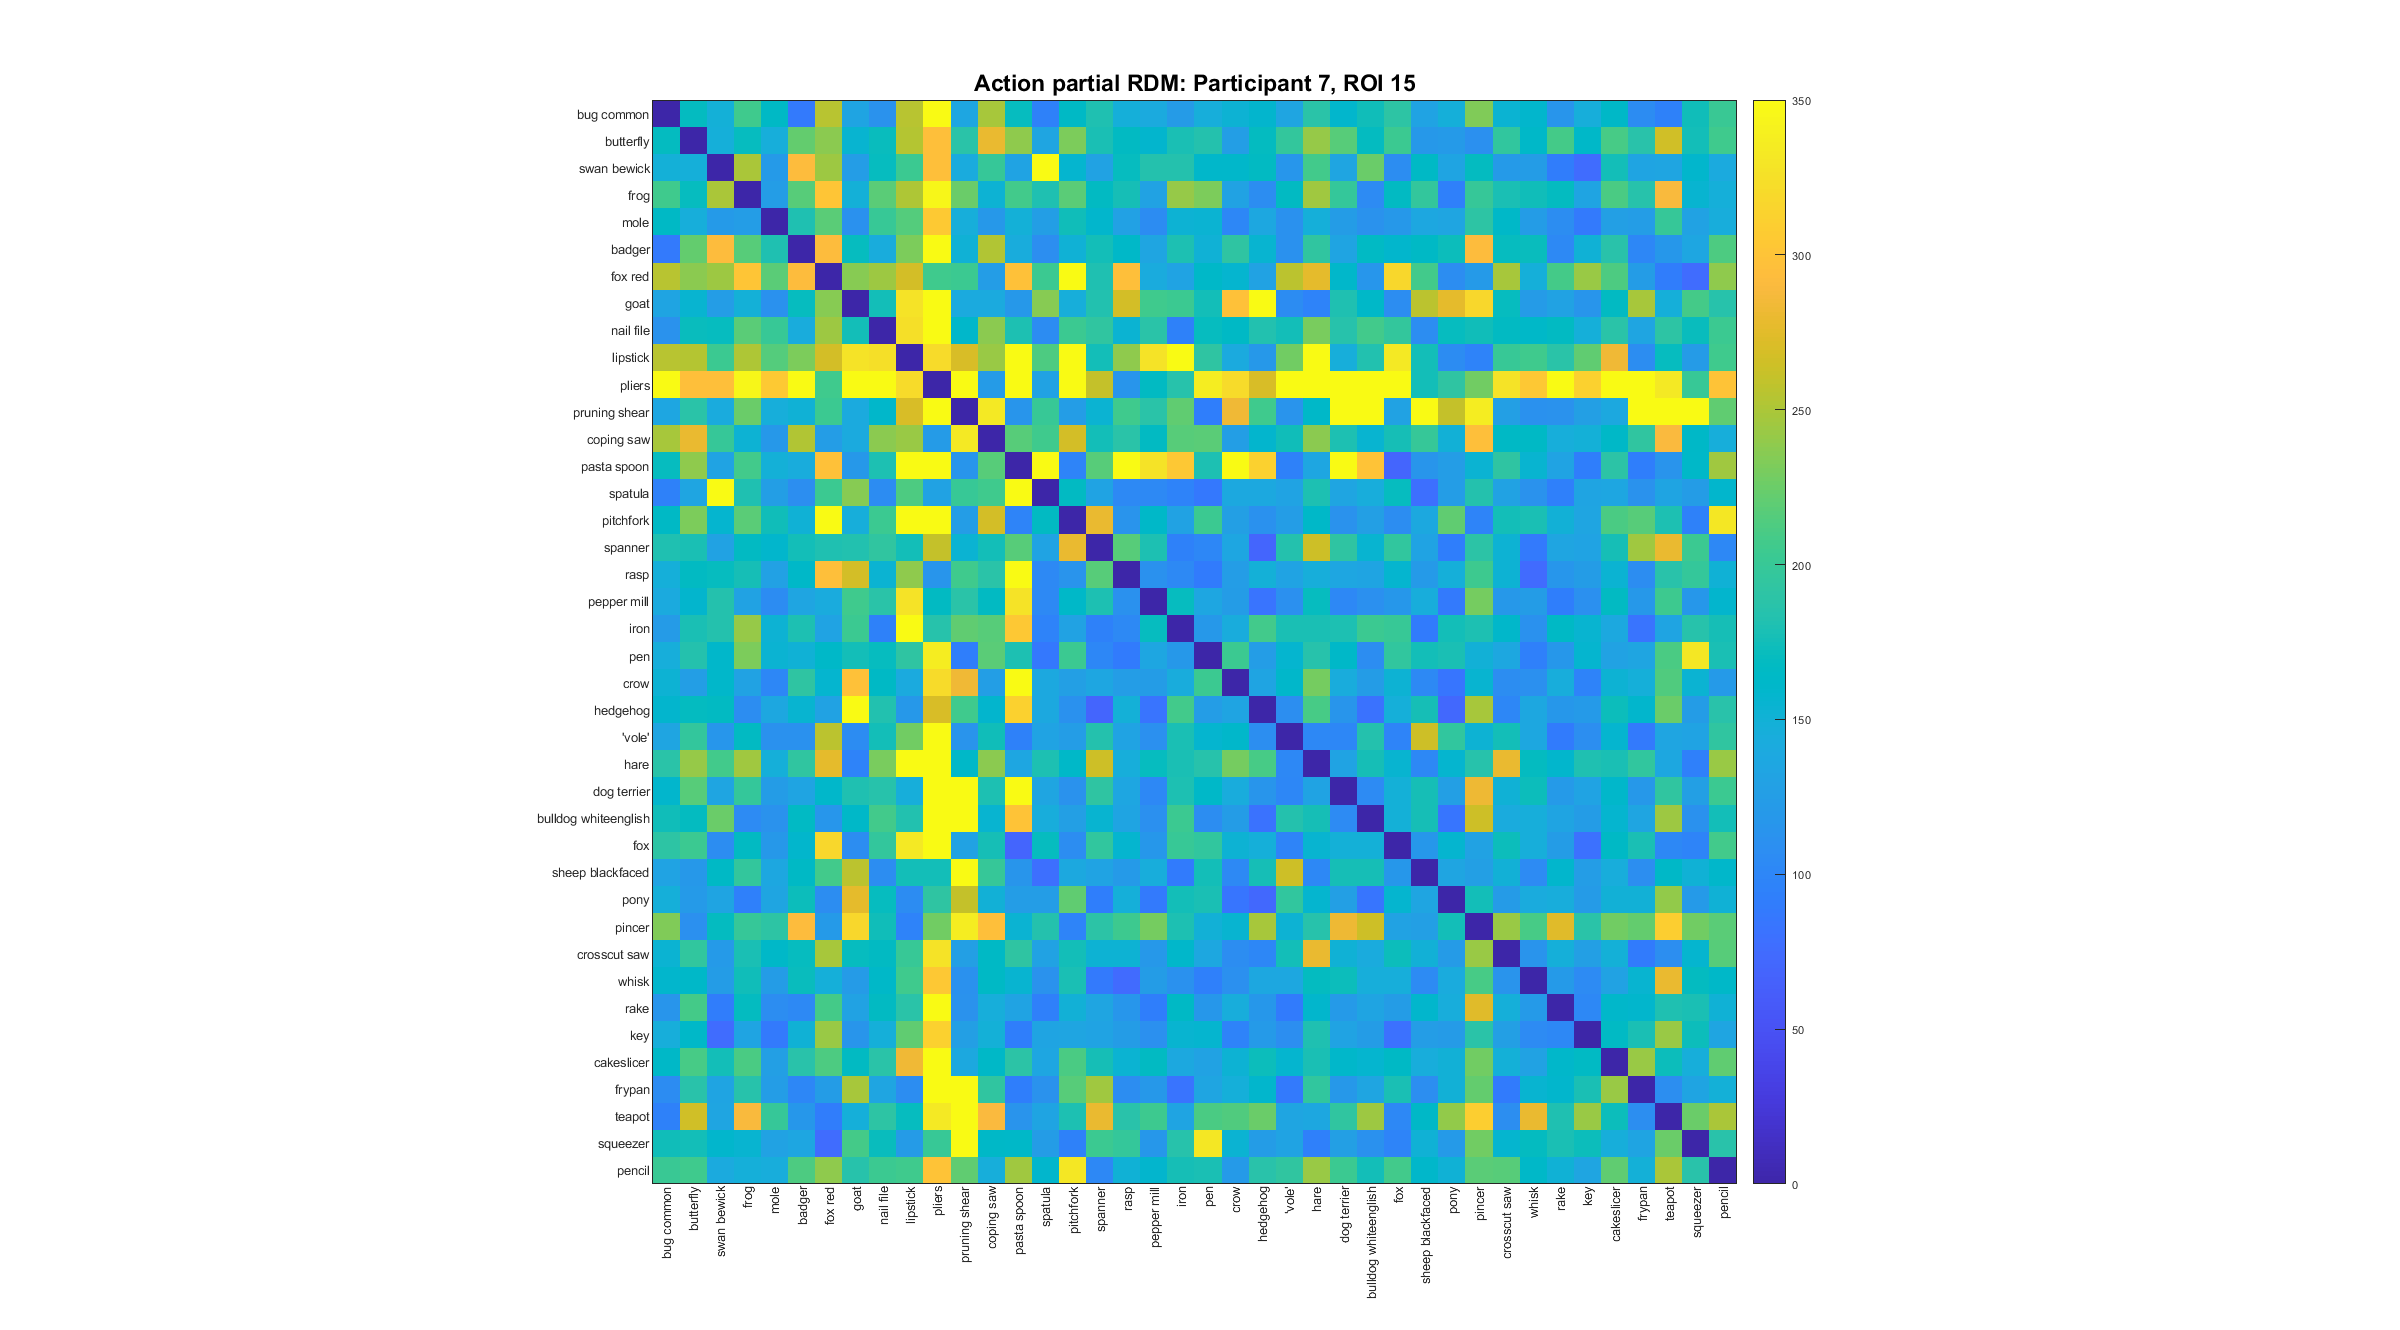 Action partial RDM: Participant 7, ROI 15
bug common
butterfly
swan bewick
frog
mole
badger
fox red
goat
nail file
lipstick
pliers
pruning shear
coping saw
pasta spoon
spatula
pitchfork
spanner
rasp
pepper mill
iron
pen
crow
hedgehog
'vole'
hare
dog terrier
bulldog whiteenglish
fox
sheep blackfaced
pony
pincer
crosscut saw
whisk
rake
key
cakeslicer
frypan
teapot
squeezer
pencil
bug common
butterfly
swan bewick
frog
mole
badger
fox red
goat
nail file
lipstick
pliers
pruning shear
coping saw
pasta spoon
spatula
pitchfork
spanner
rasp
pepper mill
iron
pen
crow
hedgehog
'vole'
hare
dog terrier
bulldog whiteenglish
fox
sheep blackfaced
pony
pincer
crosscut saw
whisk
rake
key
cakeslicer
frypan
teapot
squeezer
pencil
350
300
250
200
150
100
50
0